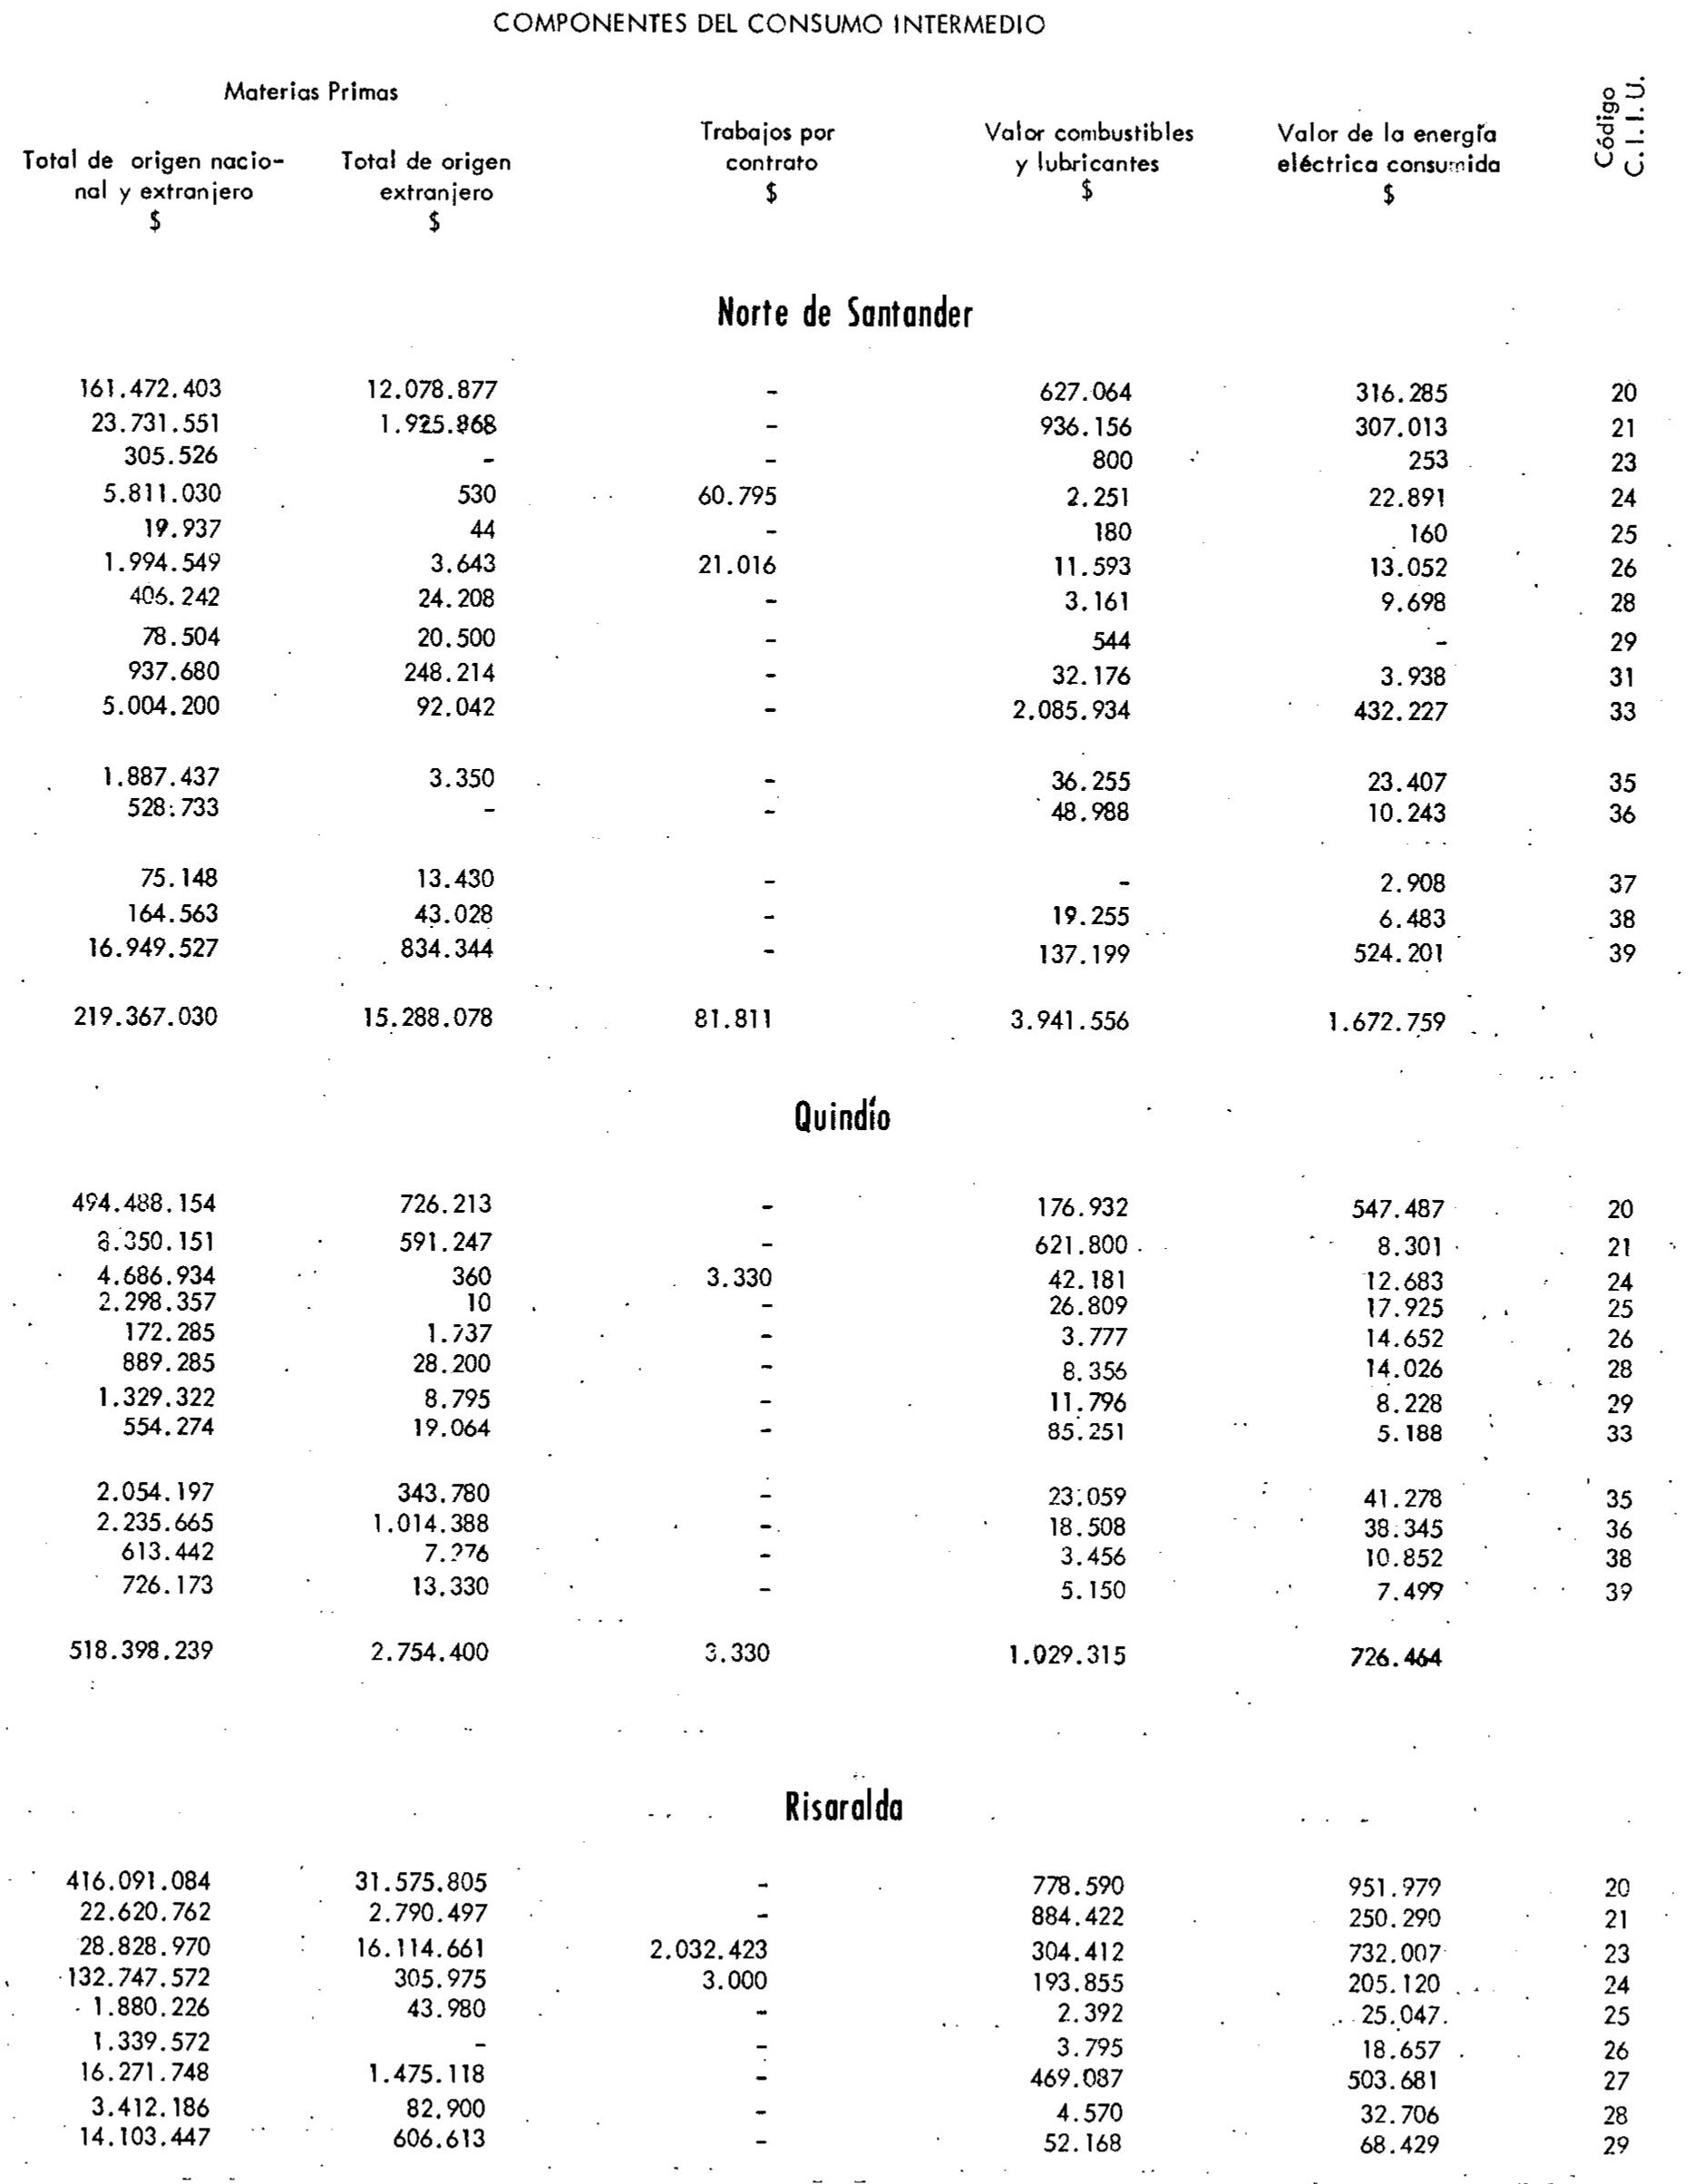 COMPONENTES DEL CONSUMO INTERMEDIO
Materias Primas
Total de origen nacio-
nal y extranjero
$
Total de origen
extranjero
$
Trabajos por
contrato
$
Valor combustibles
y lubricantes
$
Valor de la energía
eléctrica consumida
$
Código
C.I.I.U.
Norte de Santander
161.472.403 12.078.877 - 627.064 316.285 20
23.731.551 1.925.868 - 936.156 307.013 21
305.526 - - 800 253 23
5.811.030 530 60.795 2.251 22.891 24
19.937 44 - 180 160 25
1.994.549 3.643 21.016 11.593 13.052 26
406.242 24.208 - 3.161 9.698 28
78.504 20.500 - 544 - 29
937.680 248.214 - 32.176 3.938 31
5.004.200 92.042 - 2.085.934 432.227 33
1.887.437 3.350 - 36.255 23.407 35
528.733 - - 48.988 10.243 36
75.148 13.430 - - 2.908 37
164.563 43.028 - 19.255 6.483 38
16.949.527 834.344 - 137.199 524.201 39
219.367.030 15.288.078 81.811 3.941.556 1.672.759
Quindío
494.488.154 726.213 - 176.932 547.487 20
8.350.151 591.247 - 621.800 8.301 21
4.686.934 360 3.330 42.181 12.683 24
2.298.357 10 - 26.809 17.925 25
172.285 1.737 - 3.777 14.652 26
889.285 28.200 - 8.356 14.026 28
1.329.322 8.795 - 11.796 8.228 29
554.274 19.064 - 85.251 5.188 33
2.054.197 343.780 - 23.059 41.278 35
2.235.665 1.014.388 - 18.508 38.345 36
613.442 7.276 - 3.456 10.852 38
726.173 13.330 - 5.150 7.499 39
518.398.239 2.754.400 3.330 1.029.315 726.464
Risaralda
416.091.084 31.575.805 - 778.590 951.979 20
22.620.762 2.790.497 - 884.422 250.290 21
28.828.970 16.114.661 2.032.423 304.412 732.007 23
132.747.572 305.975 3.000 193.855 205.120 24
1.880.226 43.980 - 2.392 25.047 25
1.339.572 - - 3.795 18.657 26
16.271.748 1.475.118 - 469.087 503.681 27
3.412.186 82.900 - 4.570 32.706 28
14.103.447 606.613 - 52.168 68.429 29